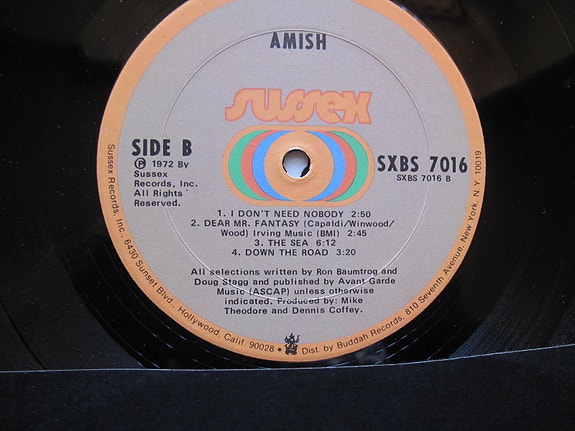 AMISH
sussex
SIDE B
℗ 1972 By
Sussex
Records, Inc.
All Rights
Reserved.
SXBS 7016
SXBS 7016 B
1. I DON'T NEED NOBODY 2:50
2. DEAR MR. FANTASY (Capaldi/Winwood/
Wood) Irving Music (BMI) 2:45
3. THE SEA 6:12
4. DOWN THE ROAD 3:20
All selections written by Ron Baumtrog and
Doug Stagg and published by Avant Garde
Music (ASCAP) unless otherwise
indicated. Produced by: Mike
Theodore and Dennis Coffey.
Sussex Records, Inc., 6430 Sunset Blvd., Hollywood, Calif. 90028 • Dist. by Buddah Records, 810 Seventh Avenue, New York, N.Y. 10019